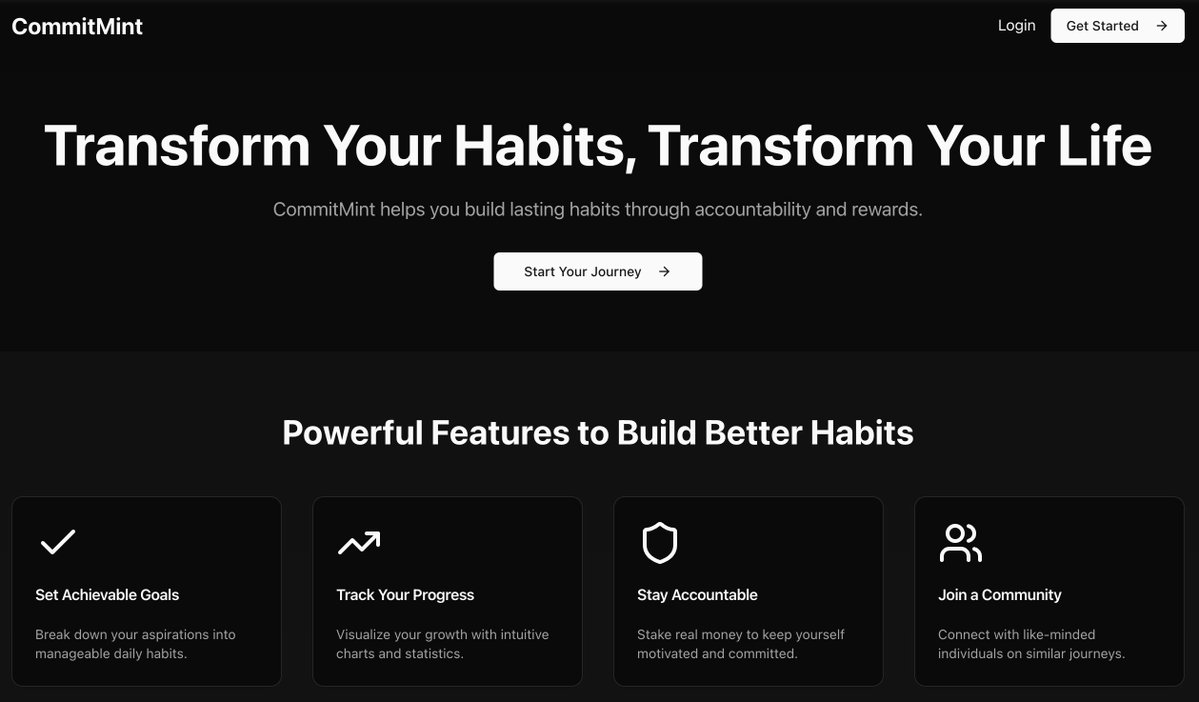 CommitMint
Login
Get Started
Transform Your Habits, Transform Your Life
CommitMint helps you build lasting habits through accountability and rewards.
Start Your Journey
Powerful Features to Build Better Habits
Set Achievable Goals
Break down your aspirations into
manageable daily habits.
Track Your Progress
Visualize your growth with intuitive
charts and statistics.
Stay Accountable
Stake real money to keep yourself
motivated and committed.
Join a Community
Connect with like-minded
individuals on similar journeys.